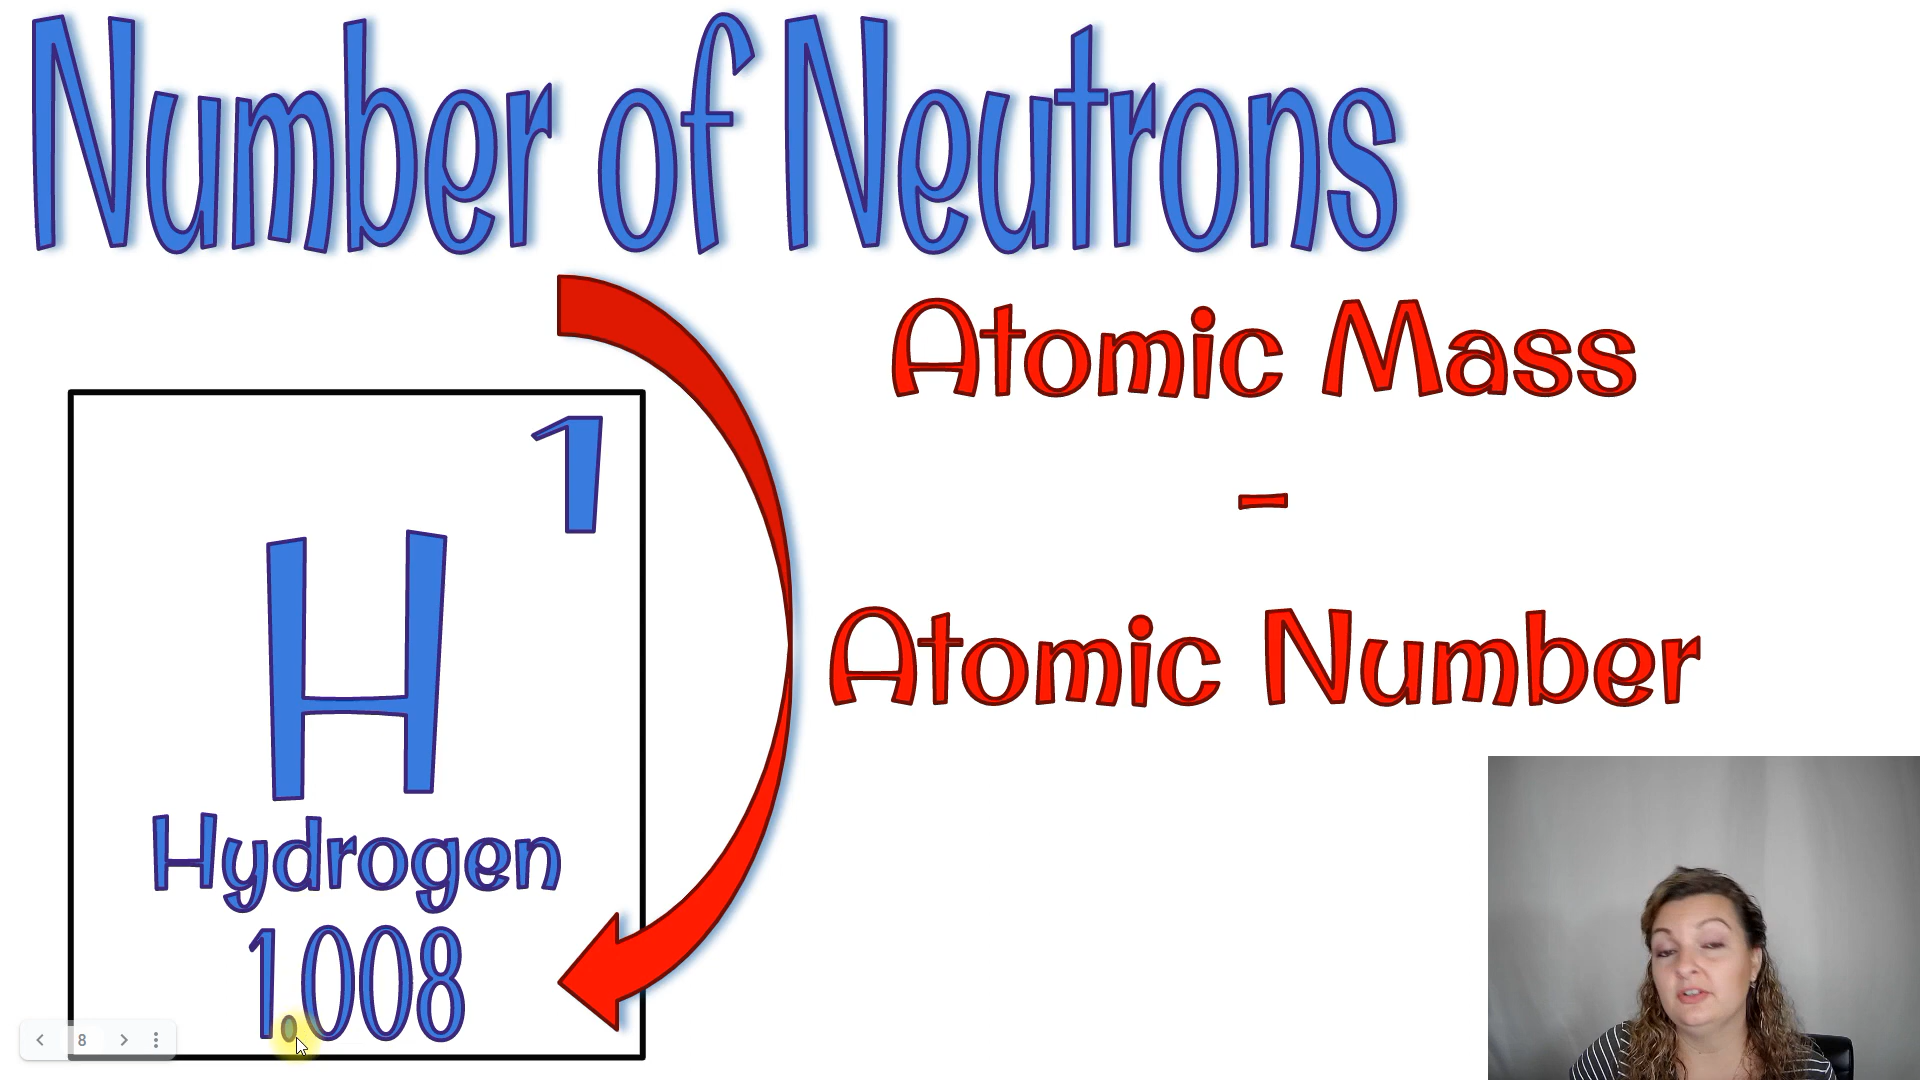 Number of Neutrons
Atomic Mass
-
Atomic Number
1
H
Hydrogen
1.008
8